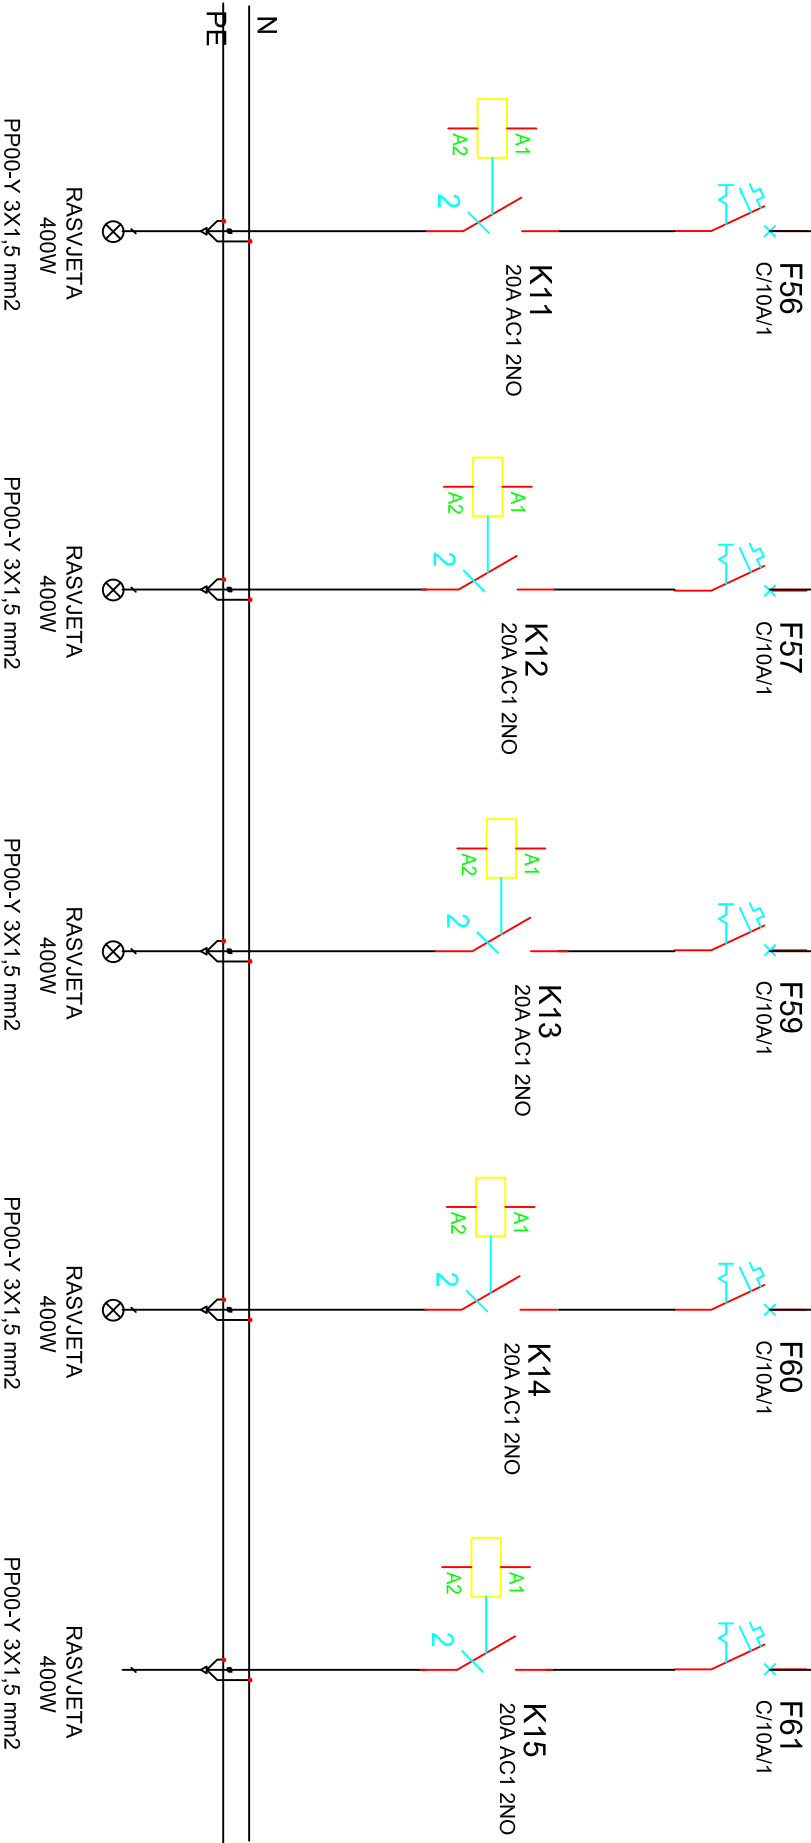 F56
C/10A/1
F57
C/10A/1
F59
C/10A/1
F60
C/10A/1
F61
C/10A/1
A1
A2
2
K11
20A AC1 2NO
A1
A2
2
K12
20A AC1 2NO
A1
A2
2
K13
20A AC1 2NO
A1
A2
2
K14
20A AC1 2NO
A1
A2
2
K15
20A AC1 2NO
N
PE
RASVJETA
400W
PP00-Y 3X1,5 mm2
RASVJETA
400W
PP00-Y 3X1,5 mm2
RASVJETA
400W
PP00-Y 3X1,5 mm2
RASVJETA
400W
PP00-Y 3X1,5 mm2
RASVJETA
400W
PP00-Y 3X1,5 mm2